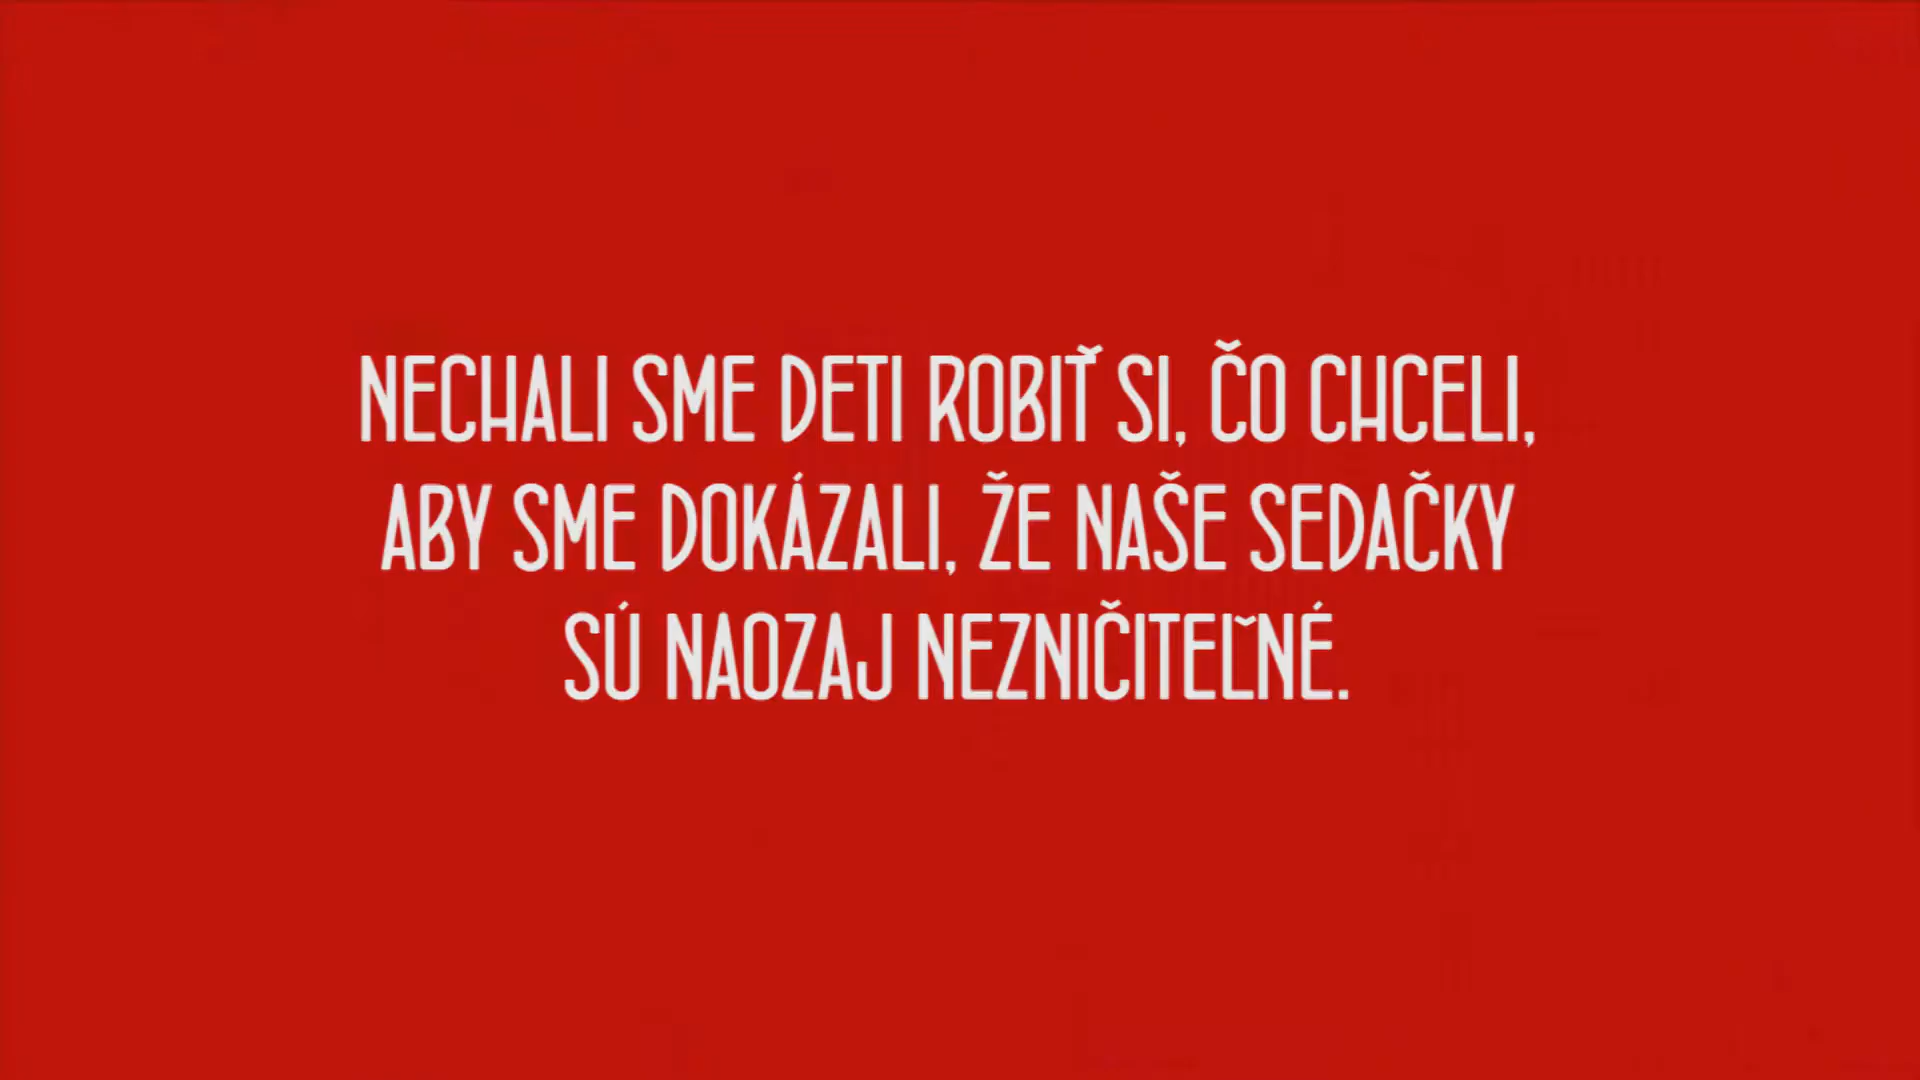 NECHALI SME DETI ROBIŤ SI, ČO CHCELI,
ABY SME DOKÁZALI, ŽE NAŠE SEDAČKY
SÚ NAOZAJ NEZNIČITEĽNÉ.